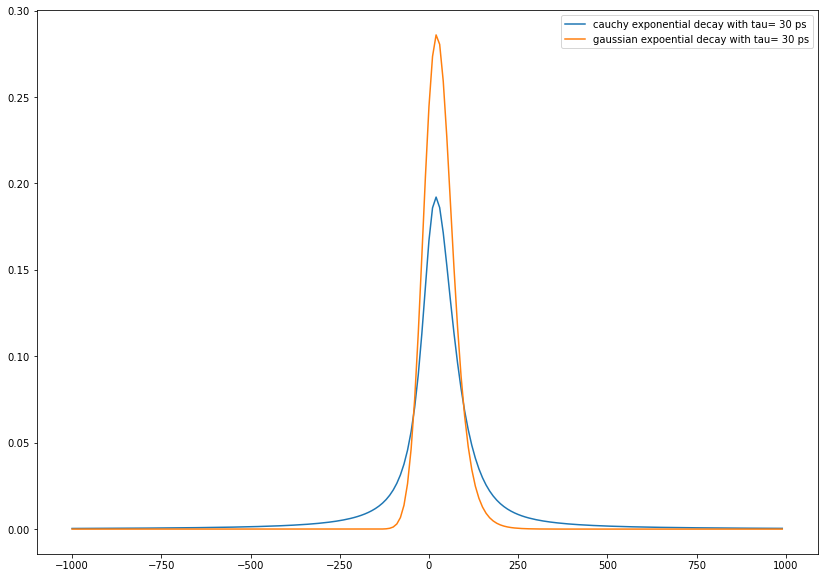 cauchy exponential decay with tau= 30 ps
gaussian expoential decay with tau= 30 ps
0.30
0.25
0.20
0.15
0.10
0.05
0.00
−1000 −750 −500 −250 0 250 500 750 1000